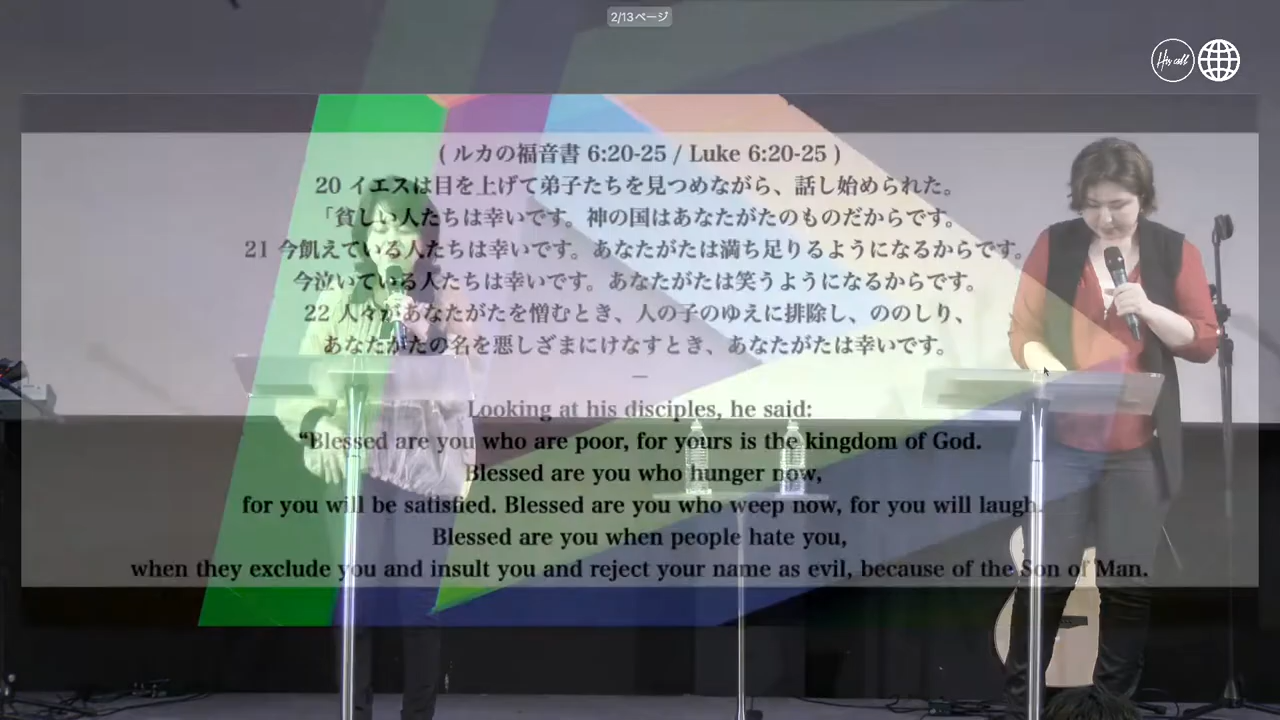 2/13ページ
His call
( ルカの福音書 6:20-25 / Luke 6:20-25 )
20 イエスは目を上げて弟子たちを見つめながら、話し始められた。
「貧しい人たちは幸いです。神の国はあなたがたのものだからです。
21 今飢えている人たちは幸いです。あなたがたは満ち足りるようになるからです。
今泣いている人たちは幸いです。あなたがたは笑うようになるからです。
22 人々があなたがたを憎むとき、人の子のゆえに排除し、ののしり、
あなたがたの名を悪しざまにけなすとき、あなたがたは幸いです。
—
Looking at his disciples, he said:
“Blessed are you who are poor, for yours is the kingdom of God.
Blessed are you who hunger now,
for you will be satisfied. Blessed are you who weep now, for you will laugh.
Blessed are you when people hate you,
when they exclude you and insult you and reject your name as evil, because of the Son of Man.